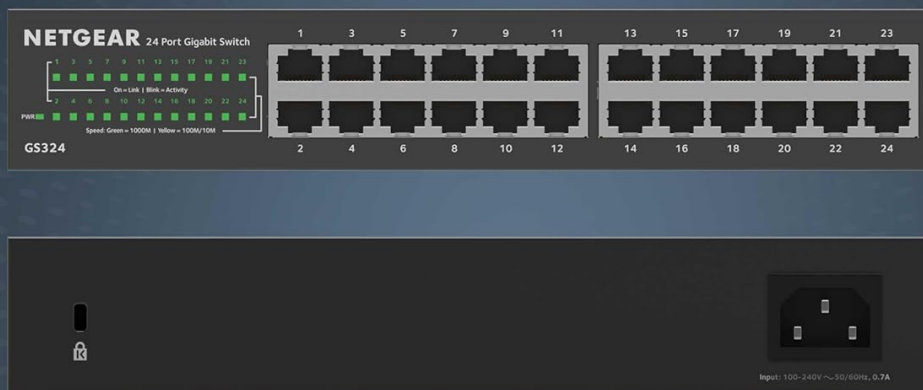 NETGEAR 24 Port Gigabit Switch
1 3 5 7 9 11 13 15 17 19 21 23
1 3 5 7 9 11 13 15 17 19 21 23
On = Link | Blink = Activity
2 4 6 8 10 12 14 16 18 20 22 24
PWR
Speed: Green = 1000M | Yellow = 100M/10M
GS324
2 4 6 8 10 12 14 16 18 20 22 24
K
Input: 100-240V ~ 50/60Hz, 0.7A